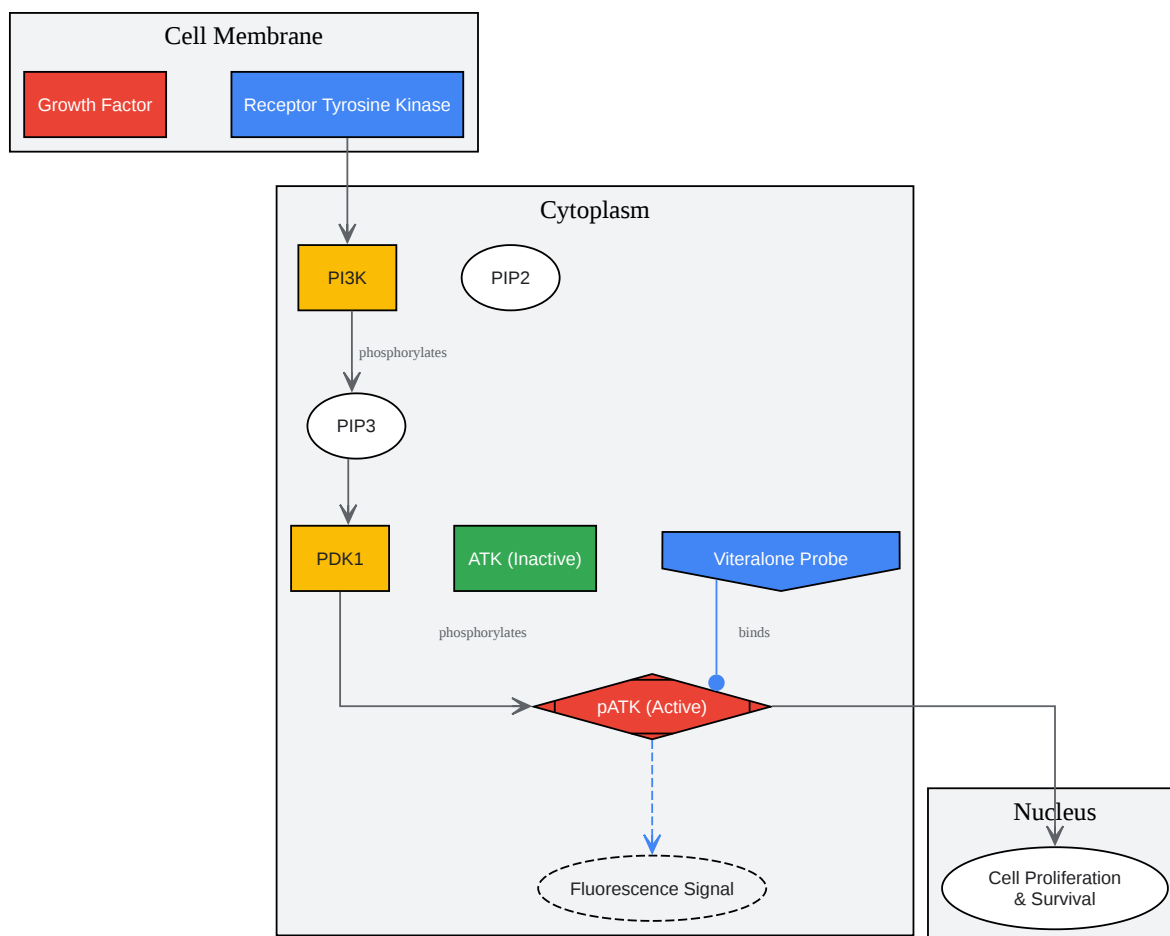 Cell Membrane
Growth Factor
Receptor Tyrosine Kinase
Cytoplasm
PI3K
PIP2
phosphorylates
PIP3
PDK1
ATK (Inactive)
Viteralone Probe
phosphorylates
binds
pATK (Active)
Nucleus
Fluorescence Signal
Cell Proliferation
& Survival